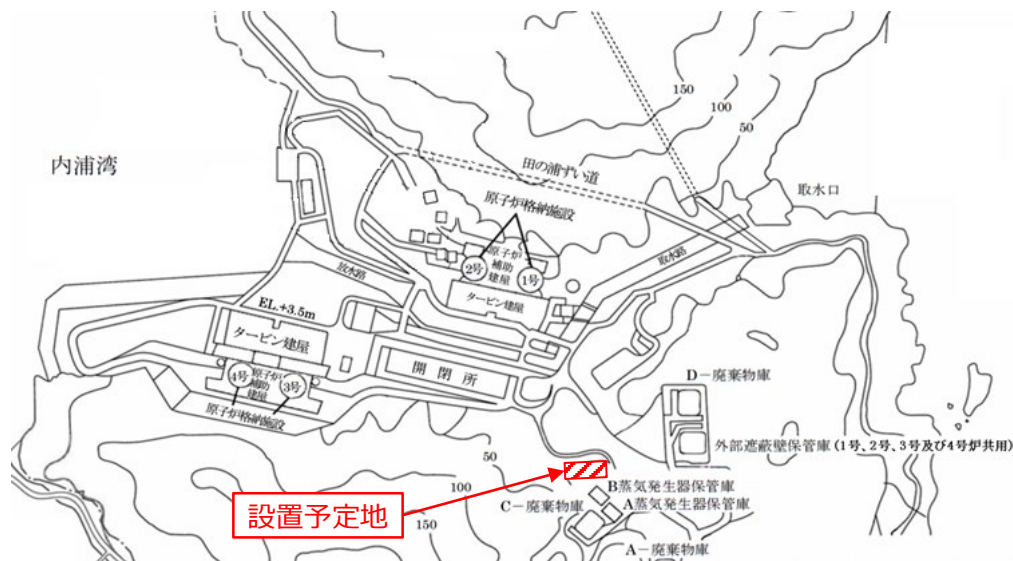 150
100
50
内浦湾
田の浦ずい道
取水口
原子炉格納施設
原子炉
補助
建屋
2号
1号
取水路
放水路
タービン建屋
EL.+3.5m
タービン建屋
開閉所
4号
原子炉
補助
建屋
3号
原子炉格納施設
D-廃棄物庫
外部遮蔽壁保管庫(1号、2号、3号及び4号炉共用)
50
100
150
設置予定地
B蒸気発生器保管庫
C-廃棄物庫
A蒸気発生器保管庫
A-廃棄物庫